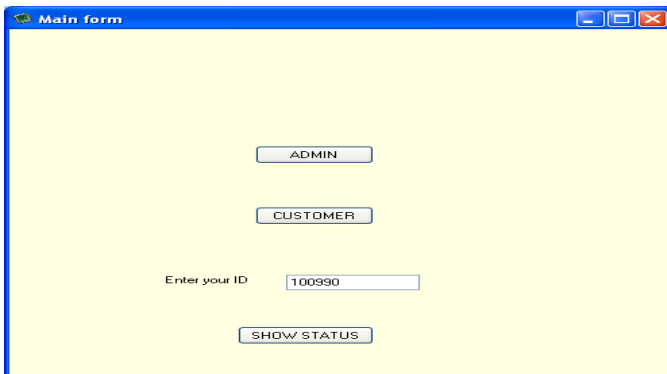 Main form
ADMIN
CUSTOMER
Enter your ID 100990
SHOW STATUS